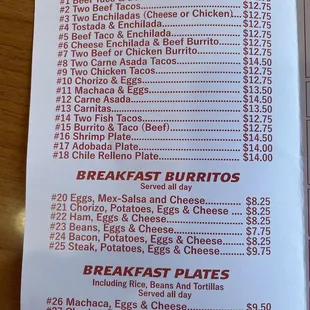 #1 Beef Taco $12.75
#2 Two Beef Tacos $12.75
#3 Two Enchiladas (Cheese or Chicken) $12.75
#4 Tostada & Enchilada $12.75
#5 Beef Taco & Enchilada $12.75
#6 Cheese Enchilada & Beef Burrito $12.75
#7 Two Beef or Chicken Burrito $12.75
#8 Two Carne Asada Tacos $14.50
#9 Two Chicken Tacos $12.75
#10 Chorizo & Eggs $12.75
#11 Machaca & Eggs $13.50
#12 Carne Asada $14.50
#13 Carnitas $13.50
#14 Two Fish Tacos $12.75
#15 Burrito & Taco (Beef) $12.75
#16 Shrimp Plate $14.50
#17 Adobada Plate $14.00
#18 Chile Relleno Plate $14.00
BREAKFAST BURRITOS
Served all day
#20 Eggs, Mex-Salsa and Cheese $8.25
#21 Chorizo, Potatoes, Eggs & Cheese $8.25
#22 Ham, Eggs & Cheese $8.25
#23 Beans, Eggs & Cheese $7.75
#24 Bacon, Potatoes, Eggs & Cheese $8.25
#25 Steak, Potatoes, Eggs & Cheese $9.75
BREAKFAST PLATES
Including Rice, Beans And Tortillas
Served all day
#26 Machaca, Eggs & Cheese $9.50